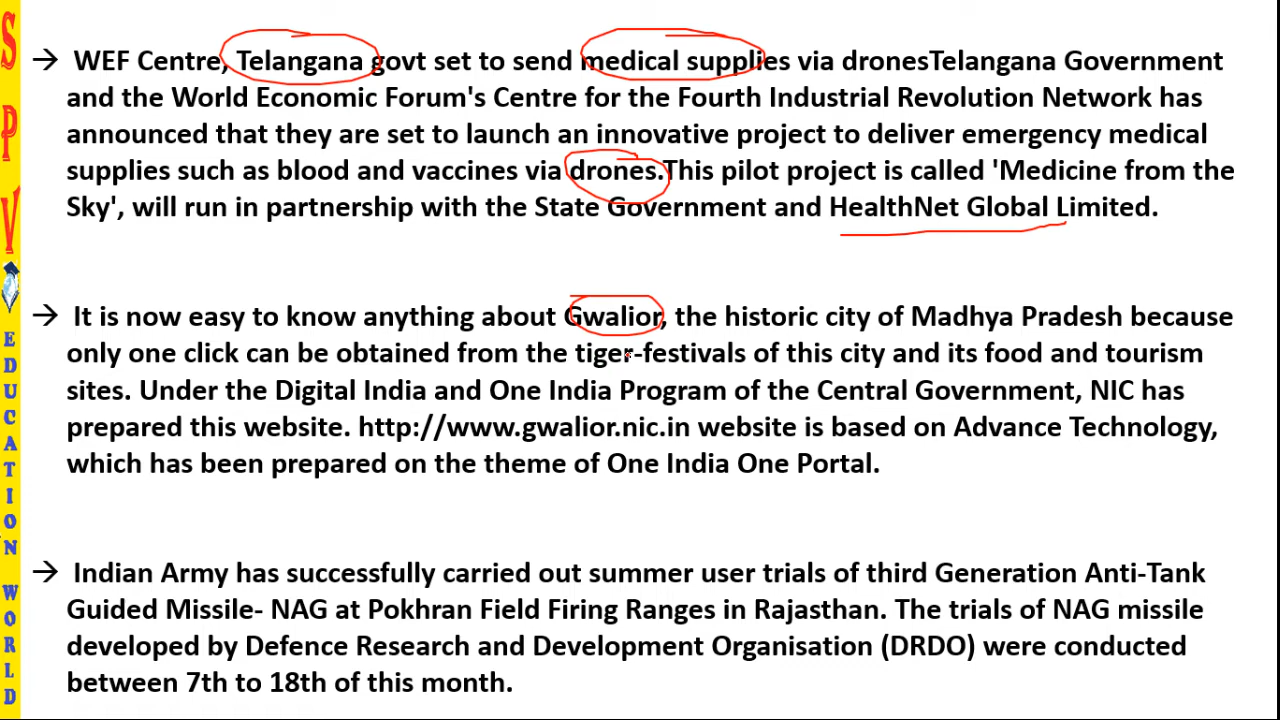 S
P
V
E
D
U
C
A
T
I
O
N
W
O
R
L
D
→ WEF Centre, Telangana govt set to send medical supplies via dronesTelangana Government
and the World Economic Forum's Centre for the Fourth Industrial Revolution Network has
announced that they are set to launch an innovative project to deliver emergency medical
supplies such as blood and vaccines via drones.This pilot project is called 'Medicine from the
Sky', will run in partnership with the State Government and HealthNet Global Limited.
→ It is now easy to know anything about Gwalior, the historic city of Madhya Pradesh because
only one click can be obtained from the tiger-festivals of this city and its food and tourism
sites. Under the Digital India and One India Program of the Central Government, NIC has
prepared this website. http://www.gwalior.nic.in website is based on Advance Technology,
which has been prepared on the theme of One India One Portal.
→ Indian Army has successfully carried out summer user trials of third Generation Anti-Tank
Guided Missile- NAG at Pokhran Field Firing Ranges in Rajasthan. The trials of NAG missile
developed by Defence Research and Development Organisation (DRDO) were conducted
between 7th to 18th of this month.